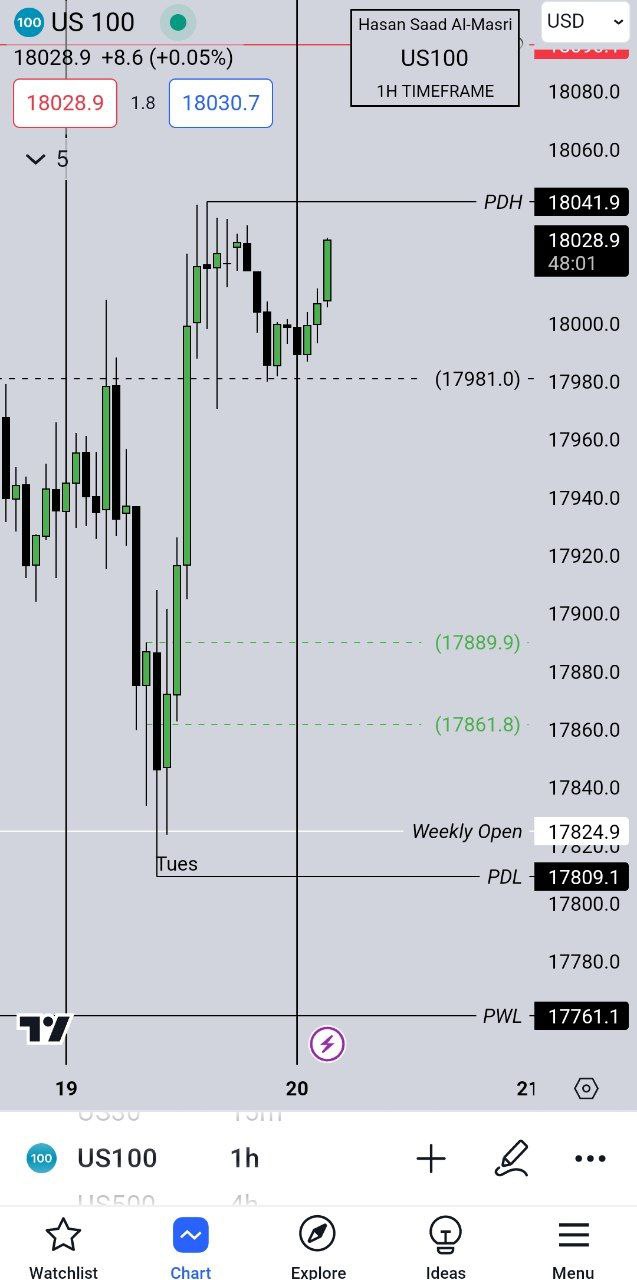 100 US 100
USD
Hasan Saad Al-Masri
US100
1H TIMEFRAME
18028.9 +8.6 (+0.05%)
18028.9 1.8 18030.7
5
18080.0
18060.0
PDH 18041.9
18028.9
48:01
18000.0
(17981.0)
17980.0
17960.0
17940.0
17920.0
17900.0
(17889.9)
17880.0
(17861.8)
17860.0
17840.0
Weekly Open 17824.9
17820.0
Tues
PDL 17809.1
17800.0
17780.0
PWL 17761.1
19 20 21
US30 15m
100 US100 1h
US500 4h
Watchlist Chart Explore Ideas Menu